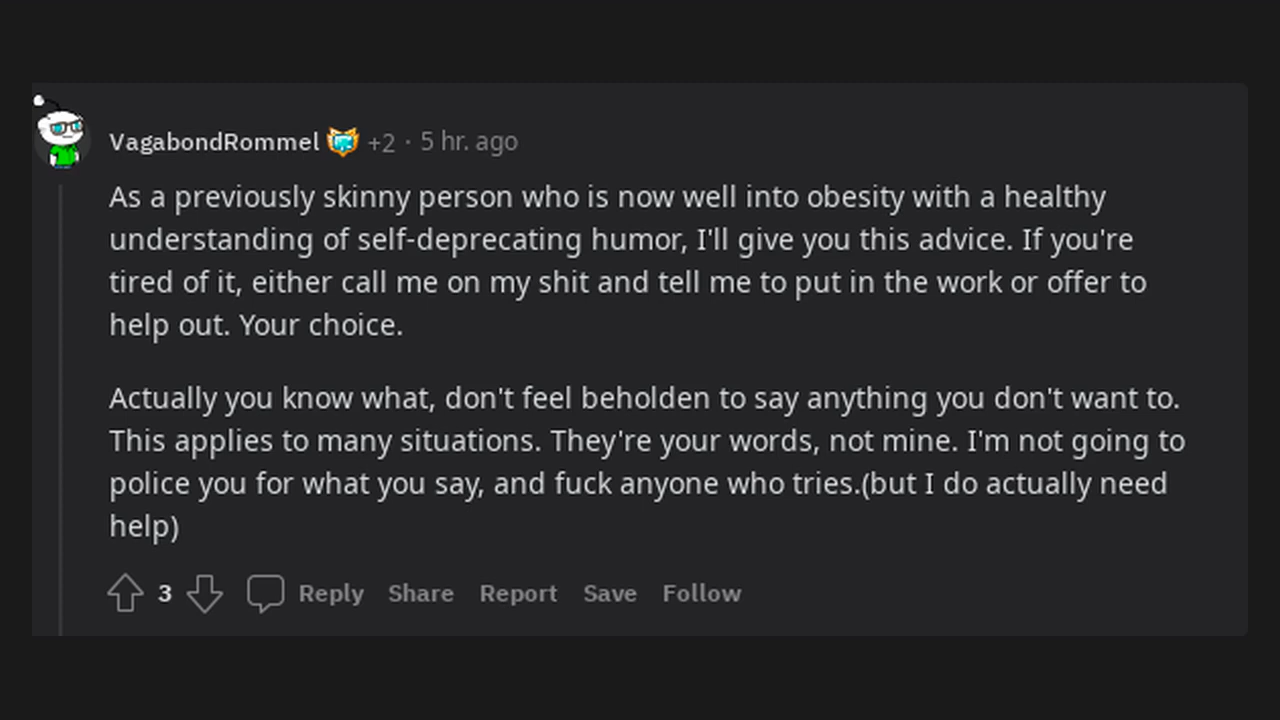 VagabondRommel +2 · 5 hr. ago
As a previously skinny person who is now well into obesity with a healthy
understanding of self-deprecating humor, I'll give you this advice. If you're
tired of it, either call me on my shit and tell me to put in the work or offer to
help out. Your choice.
Actually you know what, don't feel beholden to say anything you don't want to.
This applies to many situations. They're your words, not mine. I'm not going to
police you for what you say, and fuck anyone who tries.(but I do actually need
help)
3 Reply Share Report Save Follow